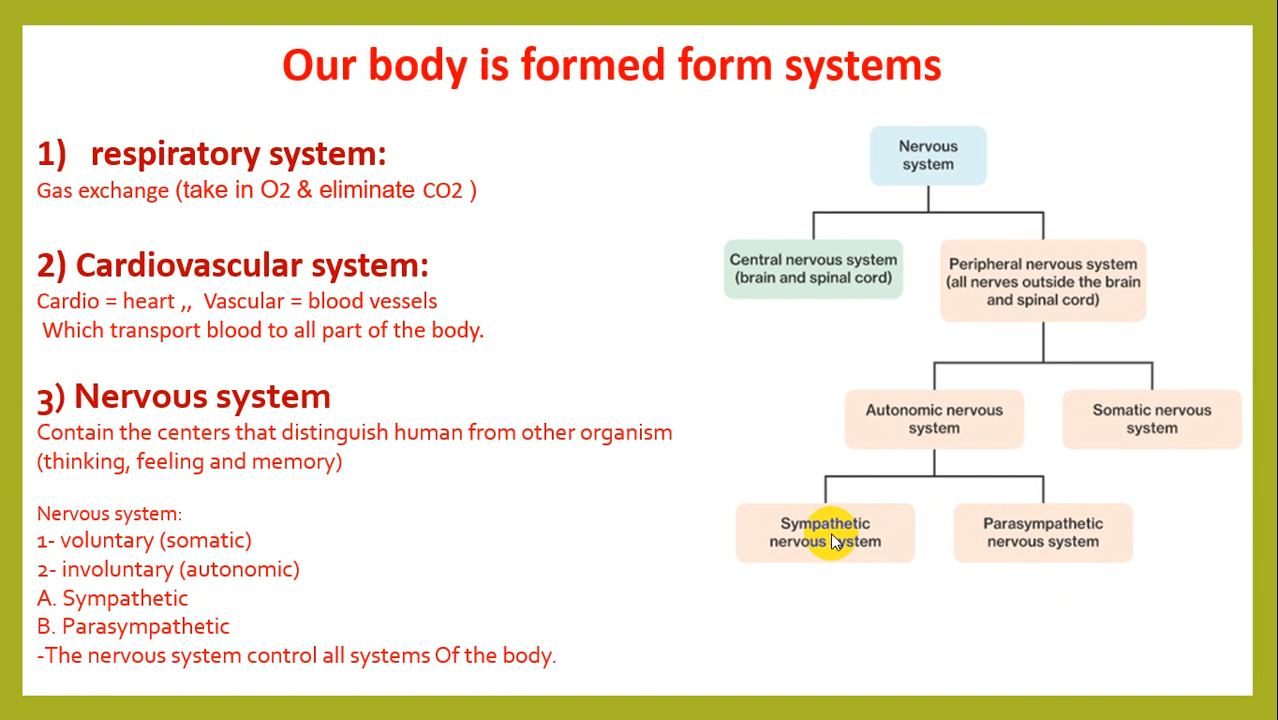 Our body is formed form systems
1) respiratory system:
Gas exchange (take in O2 & eliminate CO2 )
2) Cardiovascular system:
Cardio = heart ,, Vascular = blood vessels
Which transport blood to all part of the body.
3) Nervous system
Contain the centers that distinguish human from other organism
(thinking, feeling and memory)
Nervous system:
1- voluntary (somatic)
2- involuntary (autonomic)
A. Sympathetic
B. Parasympathetic
-The nervous system control all systems Of the body.
Nervous
system
Central nervous system
(brain and spinal cord)
Peripheral nervous system
(all nerves outside the brain
and spinal cord)
Autonomic nervous
system
Somatic nervous
system
Sympathetic
nervous system
Parasympathetic
nervous system